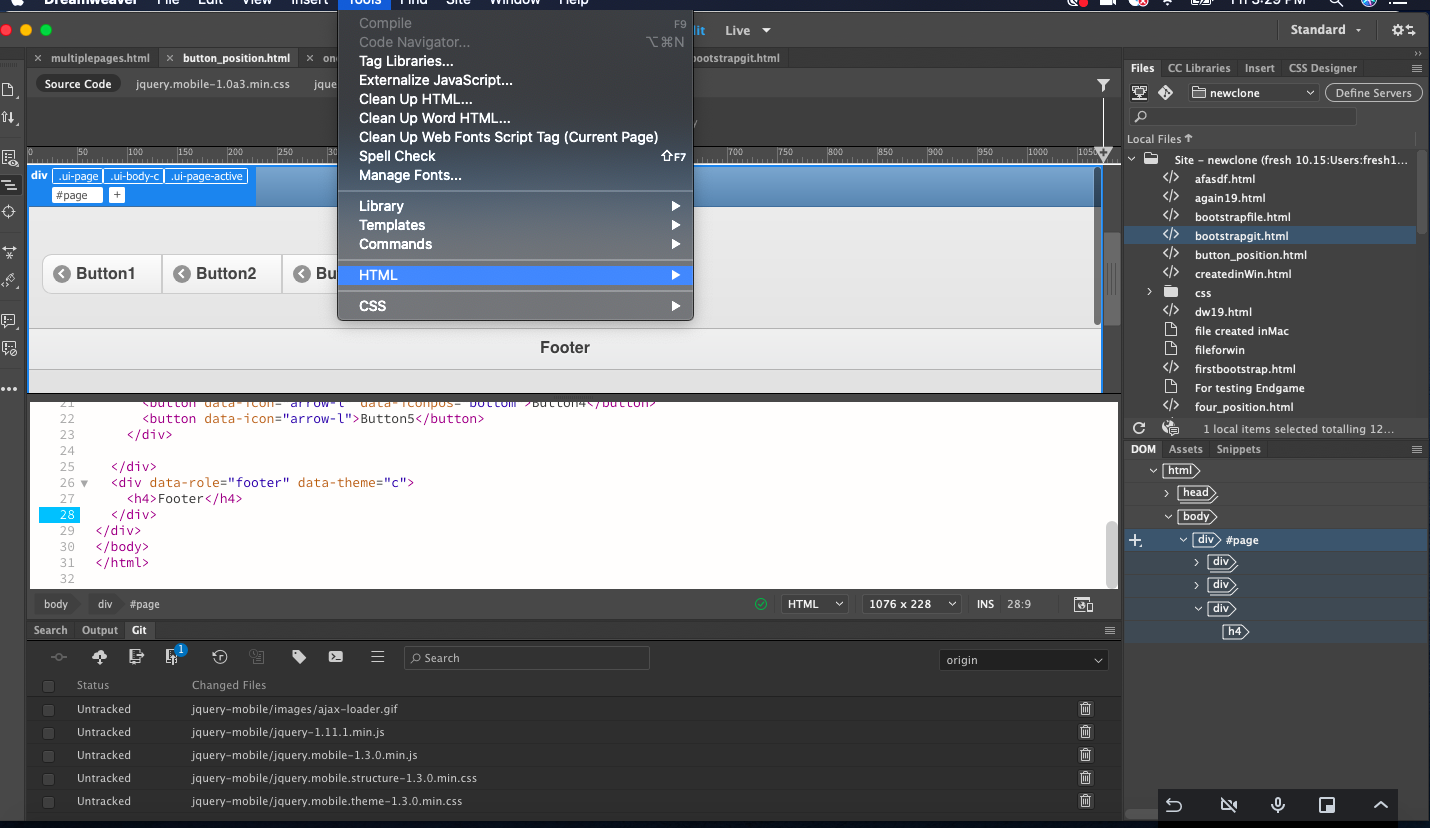 Dreamweaver File Edit View Insert Tools Find Site Window Help
Fri 3:29 PM
Live
Standard
multiplepages.html
button_position.html
Source Code
jquery.mobile-1.0a3.min.css
Compile F9
Code Navigator... ⌥⌘N
Tag Libraries...
Externalize JavaScript...
Clean Up HTML...
Clean Up Word HTML...
Clean Up Web Fonts Script Tag (Current Page)
Spell Check ⇧F7
Manage Fonts...
Library
Templates
Commands
HTML
CSS
0 50 100 150 200 250 300 700 750 800 850 900 950 1000 1050
div .ui-page .ui-body-c .ui-page-active
#page +
Button1
Button2
Footer
21 <button data-icon="arrow-l" data-iconpos="bottom">Button4</button>
22 <button data-icon="arrow-l">Button5</button>
23 </div>
24
25 </div>
26 <div data-role="footer" data-theme="c">
27 <h4>Footer</h4>
28 </div>
29 </div>
30 </body>
31 </html>
32
body div #page
HTML 1076 x 228 INS 28:9
Search Output Git
1
Search
origin
Status Changed Files
Untracked jquery-mobile/images/ajax-loader.gif
Untracked jquery-mobile/jquery-1.11.1.min.js
Untracked jquery-mobile/jquery.mobile-1.3.0.min.js
Untracked jquery-mobile/jquery.mobile.structure-1.3.0.min.css
Untracked jquery-mobile/jquery.mobile.theme-1.3.0.min.css
Files CC Libraries Insert CSS Designer
newclone Define Servers
Local Files
Site - newclone (fresh 10.15:Users:fresh1...
afasdf.html
again19.html
bootstrapfile.html
bootstrapgit.html
button_position.html
createdinWin.html
css
dw19.html
file created inMac
fileforwin
firstbootstrap.html
For testing Endgame
four_position.html
1 local items selected totalling 12...
DOM Assets Snippets
html
head
body
div #page
div
div
div
h4